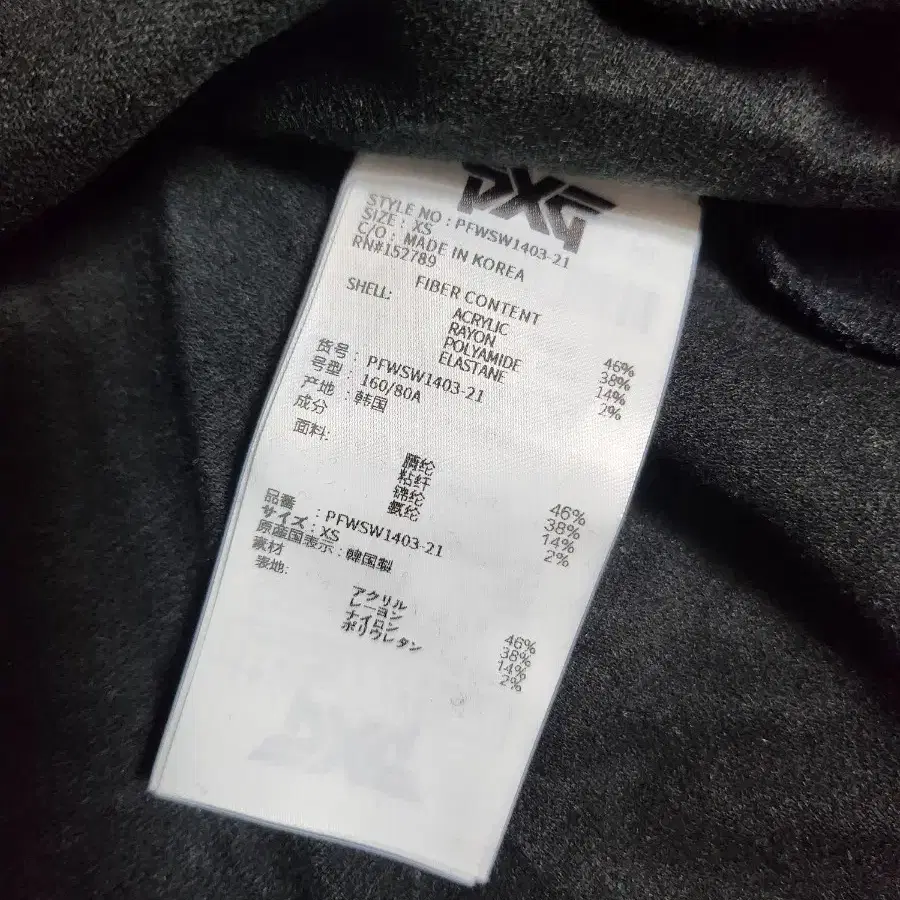 PXG
STYLE NO : PFWSW1403-21
SIZE : XS
C/O : MADE IN KOREA
RN#152789
FIBER CONTENT
SHELL:
ACRYLIC 46%
RAYON 38%
POLYAMIDE 14%
ELASTANE 2%
货号 : PFWSW1403-21
号型 : 160/80A
产地 : 韩国
成分
面料:
腈纶 46%
粘纤 38%
锦纶 14%
氨纶 2%
品番 : PFWSW1403-21
サイズ : XS
原産国表示 : 韓国製
素材
表地:
アクリル 46%
レーヨン 38%
ナイロン 14%
ポリウレタン 2%